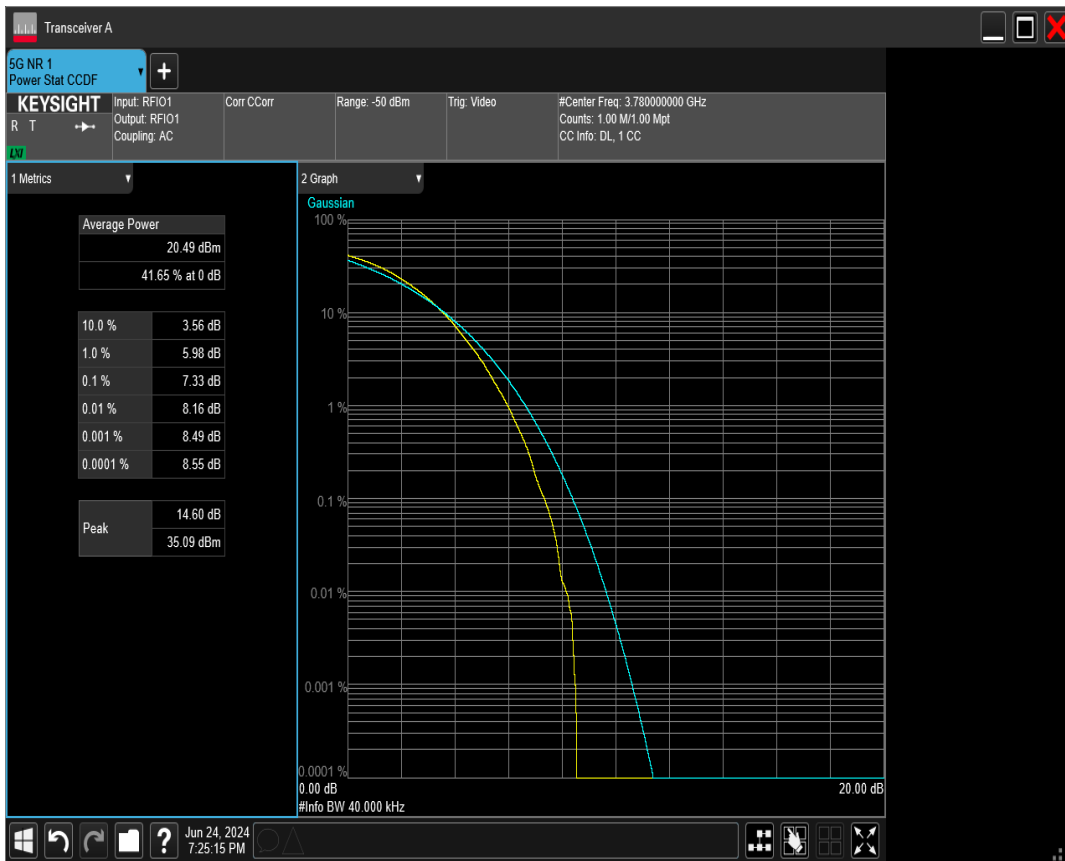 Transceiver A
5G NR 1
Power Stat CCDF
KEYSIGHT
R T
LXI
Input: RFIO1
Output: RFIO1
Coupling: AC
Corr CCorr
Range: -50 dBm
Trig: Video
#Center Freq: 3.780000000 GHz
Counts: 1.00 M/1.00 Mpt
CC Info: DL, 1 CC
1 Metrics
Average Power
20.49 dBm
41.65 % at 0 dB
10.0 % 3.56 dB
1.0 % 5.98 dB
0.1 % 7.33 dB
0.01 % 8.16 dB
0.001 % 8.49 dB
0.0001 % 8.55 dB
Peak
14.60 dB
35.09 dBm
2 Graph
Gaussian
100 %
10 %
1 %
0.1 %
0.01 %
0.001 %
0.0001 %
0.00 dB 20.00 dB
#Info BW 40.000 kHz
? Jun 24, 2024
7:25:15 PM